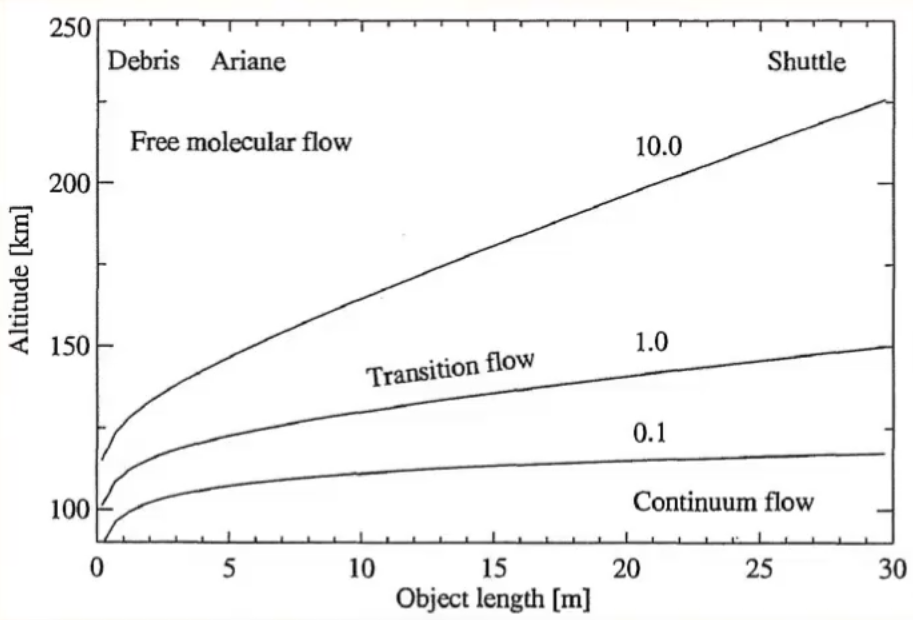 250
Debris Ariane Shuttle
Free molecular flow
10.0
200
Altitude [km]
150
1.0
Transition flow
0.1
100
Continuum flow
0 5 10 15 20 25 30
Object length [m]